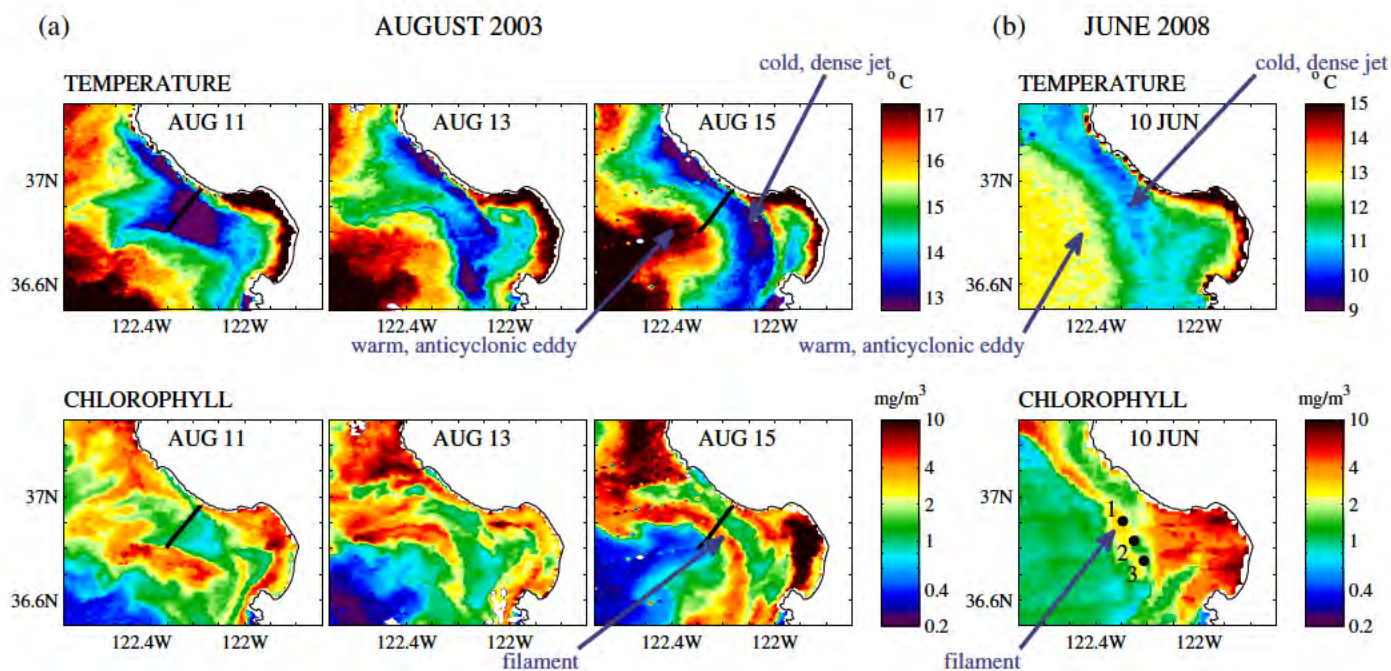 (a) AUGUST 2003 (b) JUNE 2008
cold, dense jet cold, dense jet
TEMPERATURE °C TEMPERATURE °C
AUG 11 AUG 13 AUG 15 10 JUN
17
16
15
14
13
15
14
13
12
11
10
9
37N
36.6N
37N
36.6N
122.4W 122W 122.4W 122W 122.4W 122W 122.4W 122W
warm, anticyclonic eddy warm, anticyclonic eddy
CHLOROPHYLL mg/m³ CHLOROPHYLL mg/m³
AUG 11 AUG 13 AUG 15 10 JUN
10
4
2
1
0.4
0.2
10
4
2
1
0.4
0.2
37N
36.6N
37N
36.6N
1
2
3
122.4W 122W 122.4W 122W 122.4W 122W 122.4W 122W
filament filament